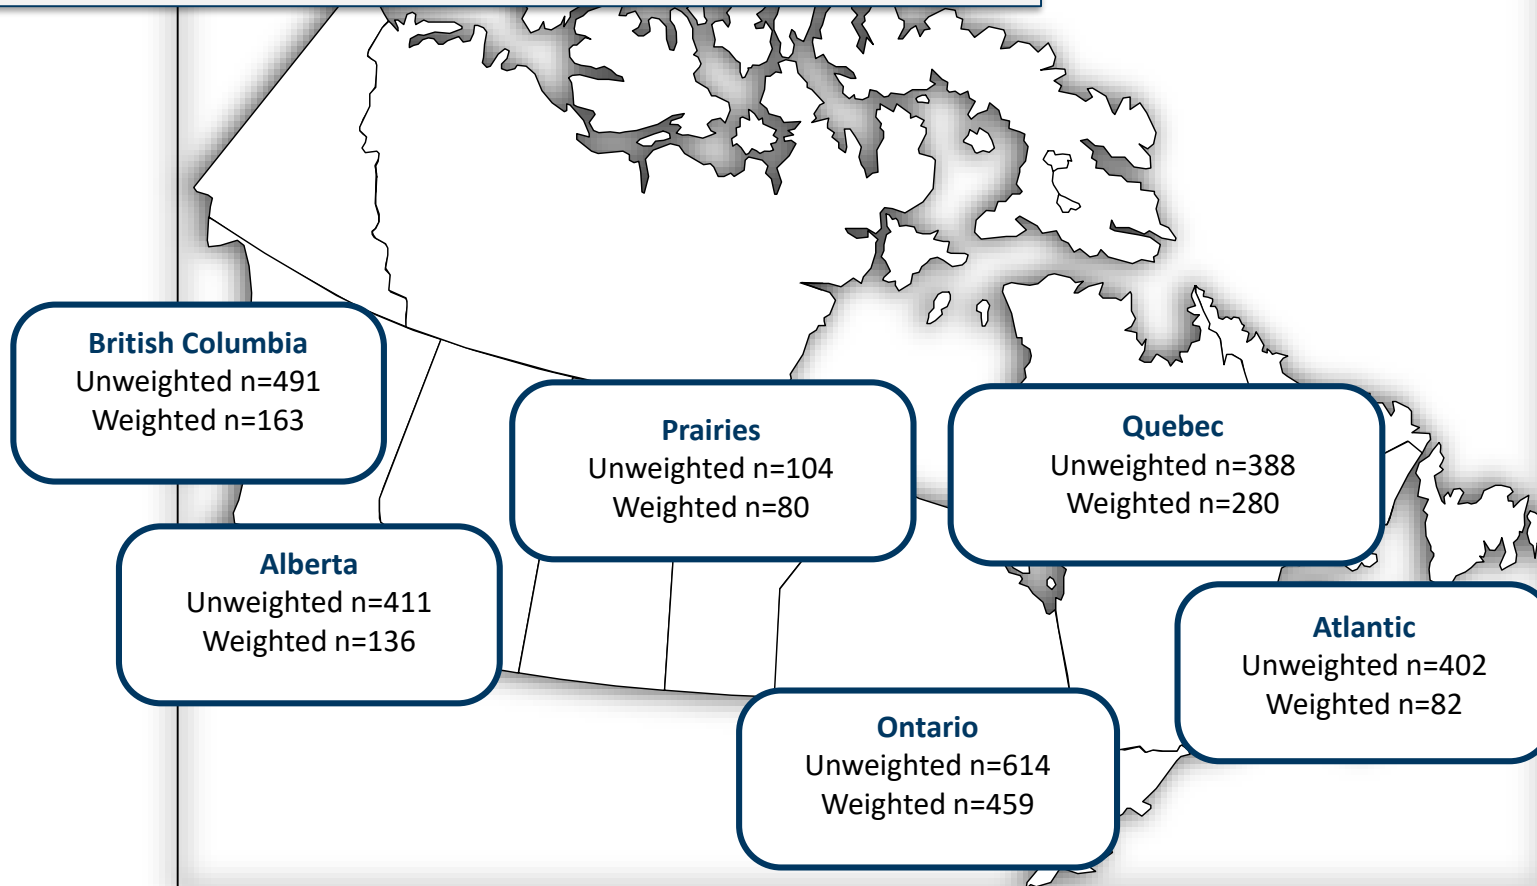 British Columbia
Unweighted n=491
Weighted n=163
Prairies
Unweighted n=104
Weighted n=80
Quebec
Unweighted n=388
Weighted n=280
Alberta
Unweighted n=411
Weighted n=136
Atlantic
Unweighted n=402
Weighted n=82
Ontario
Unweighted n=614
Weighted n=459